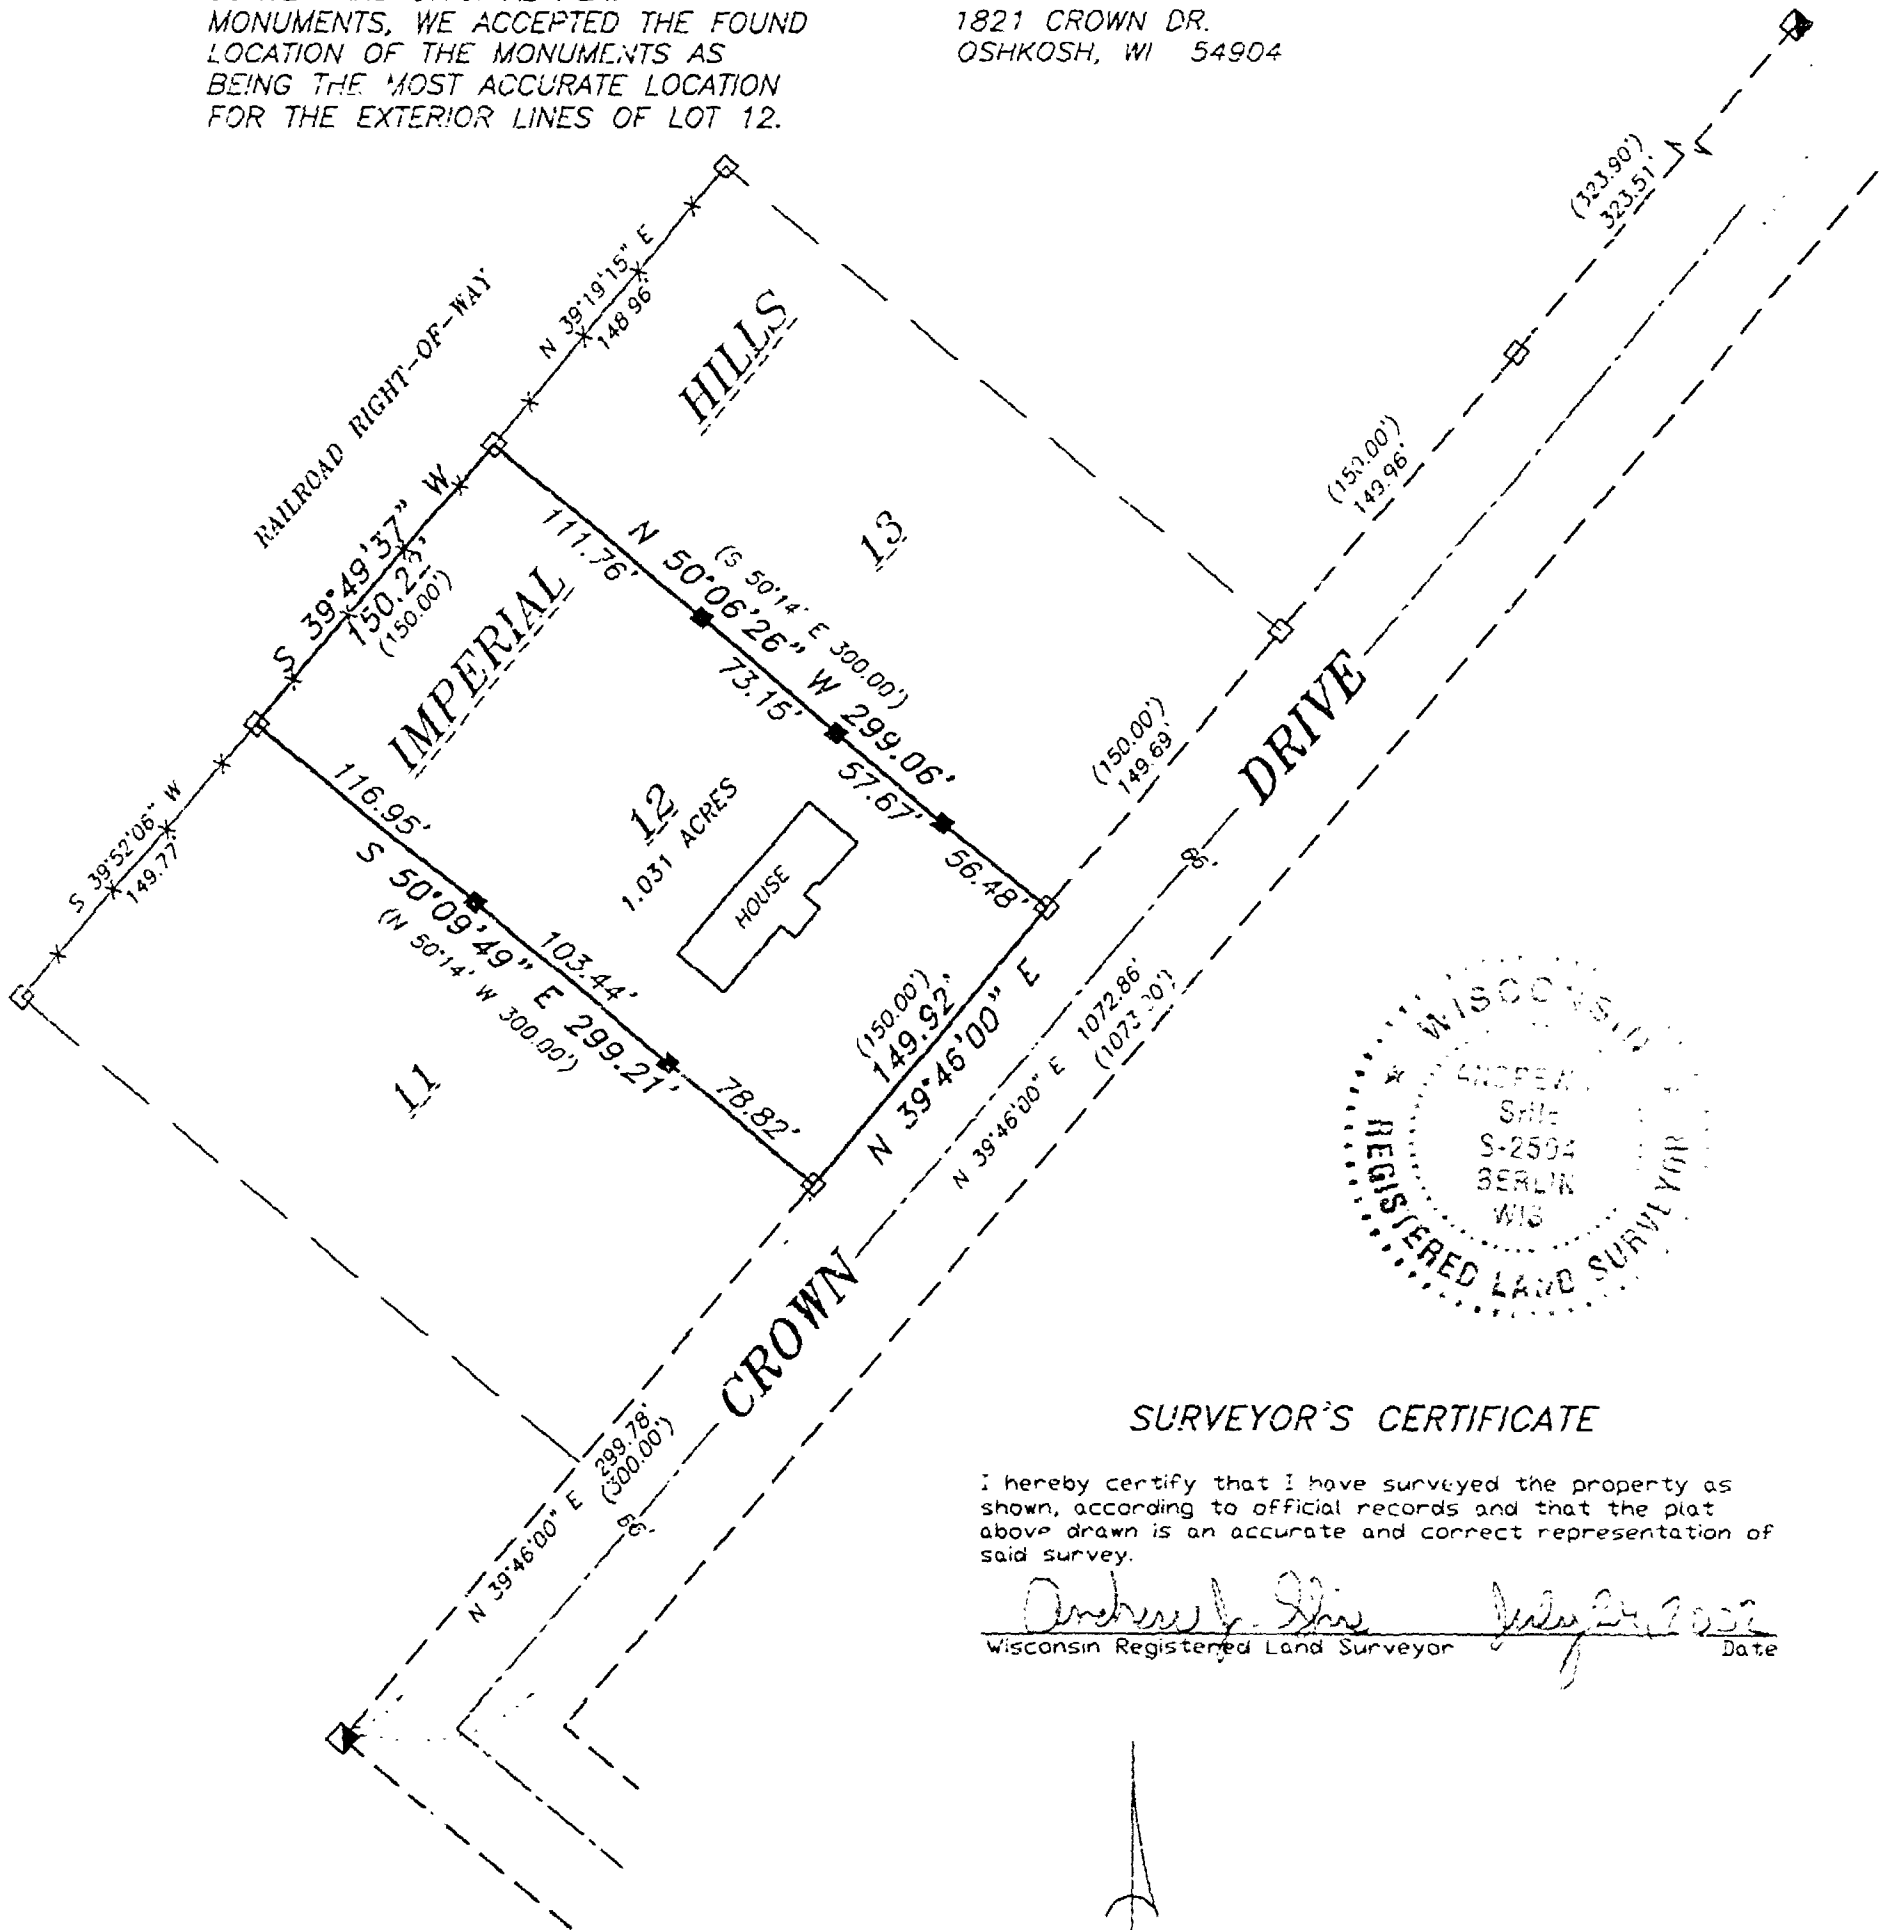 MONUMENTS, WE ACCEPTED THE FOUND
LOCATION OF THE MONUMENTS AS
BEING THE MOST ACCURATE LOCATION
FOR THE EXTERIOR LINES OF LOT 12.
1821 CROWN DR.
OSHKOSH, WI 54904
(323.90')
323.51'
N 39°19'15" E
148.96'
RAILROAD RIGHT-OF-WAY
HILLS
(150.00')
149.96'
13
S 39°49'37" W
(150.00')
111.76'
N 50°06'26" W 299.06'
(S 50°14' E 300.00')
73.15'
57.67'
56.48'
IMPERIAL
(150.00')
149.69'
DRIVE
66'
S 39°52'06" W
149.77'
116.95'
S 50°09'49" E 299.21'
(N 50°14' W 300.00')
103.44'
78.82'
12
1.031 ACRES
HOUSE
(150.00')
149.92'
N 39°46'00" E
N 39°46'00" E 1072.86'
11
CROWN
299.78'
(300.00')
N 39°46'00" E
66'
WISCONSIN
ANDREW
S-2504
BERLIN
WIS
REGISTERED LAND SURVEYOR
SURVEYOR'S CERTIFICATE
I hereby certify that I have surveyed the property as
shown, according to official records and that the plat
above drawn is an accurate and correct representation of
said survey.
Andrew J.
July 24, 2002
Wisconsin Registered Land Surveyor
Date